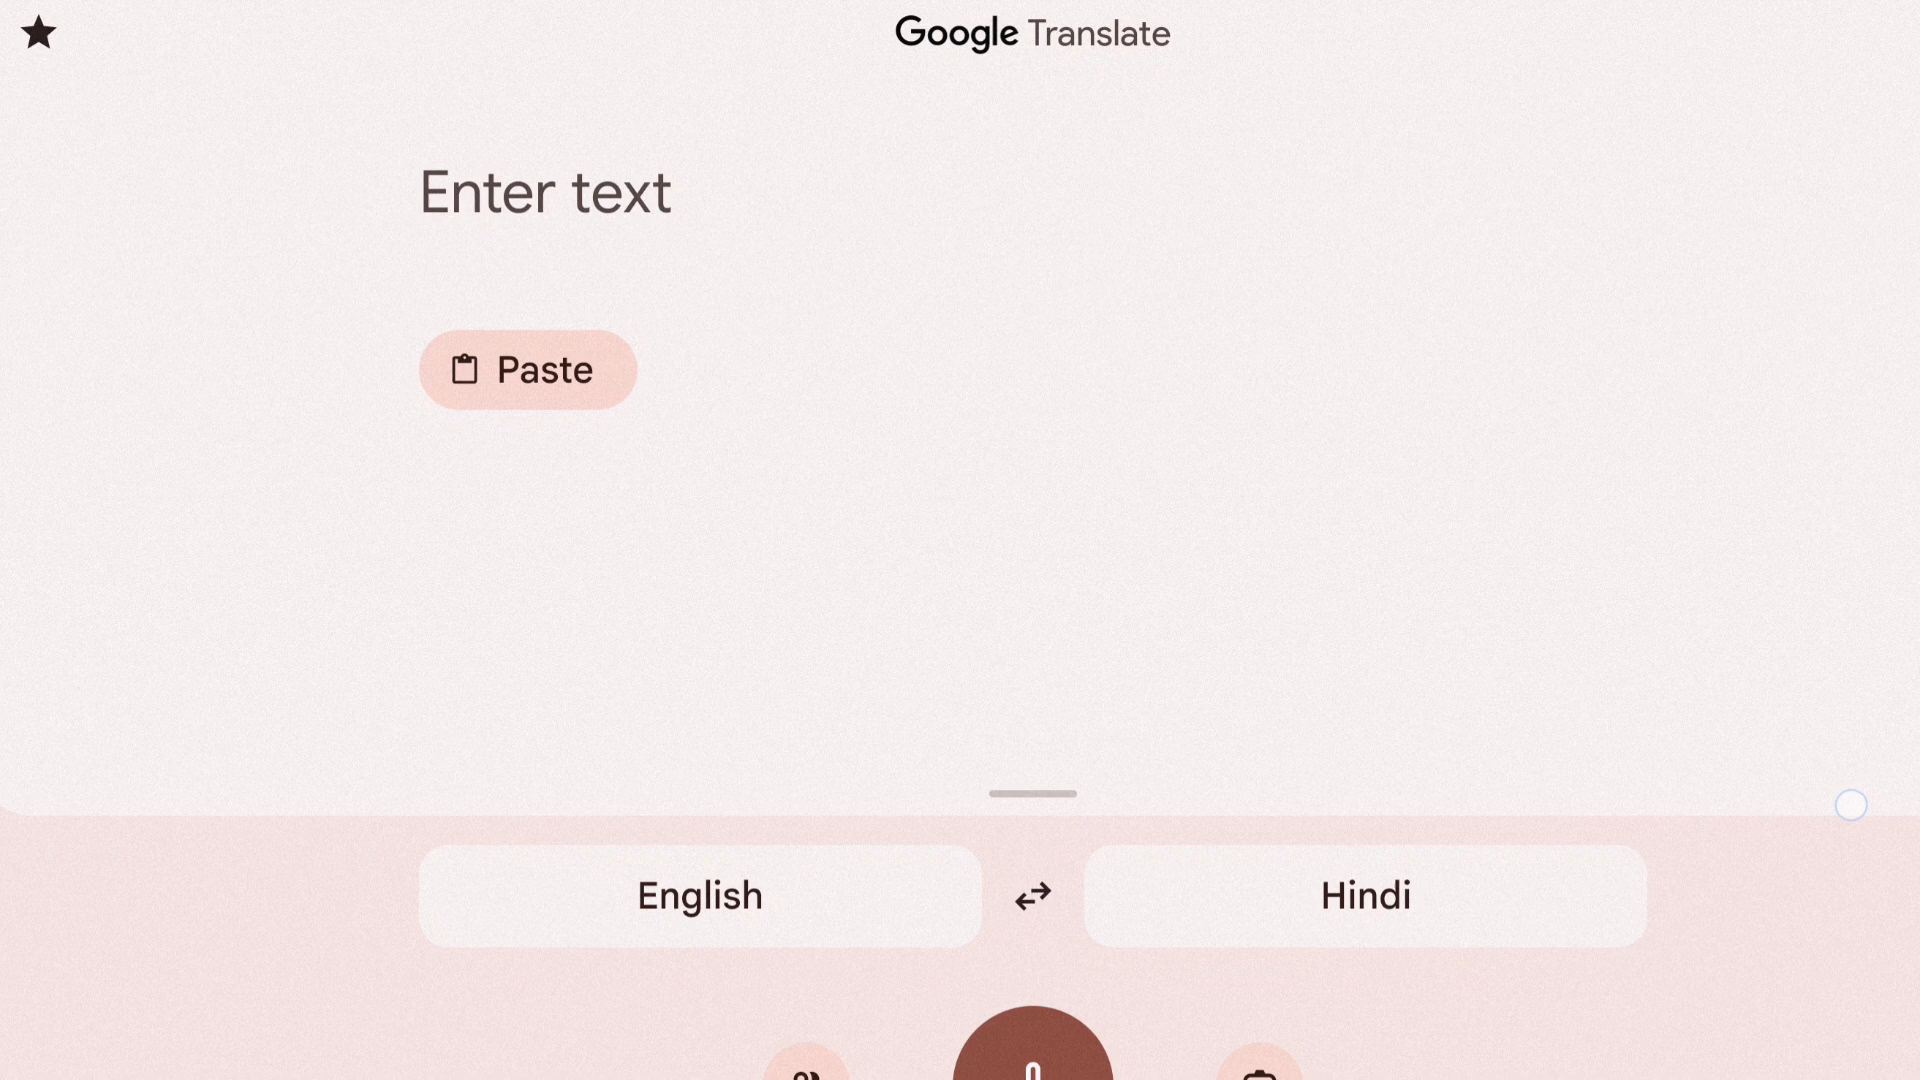 Google Translate
Enter text
Paste
English
Hindi